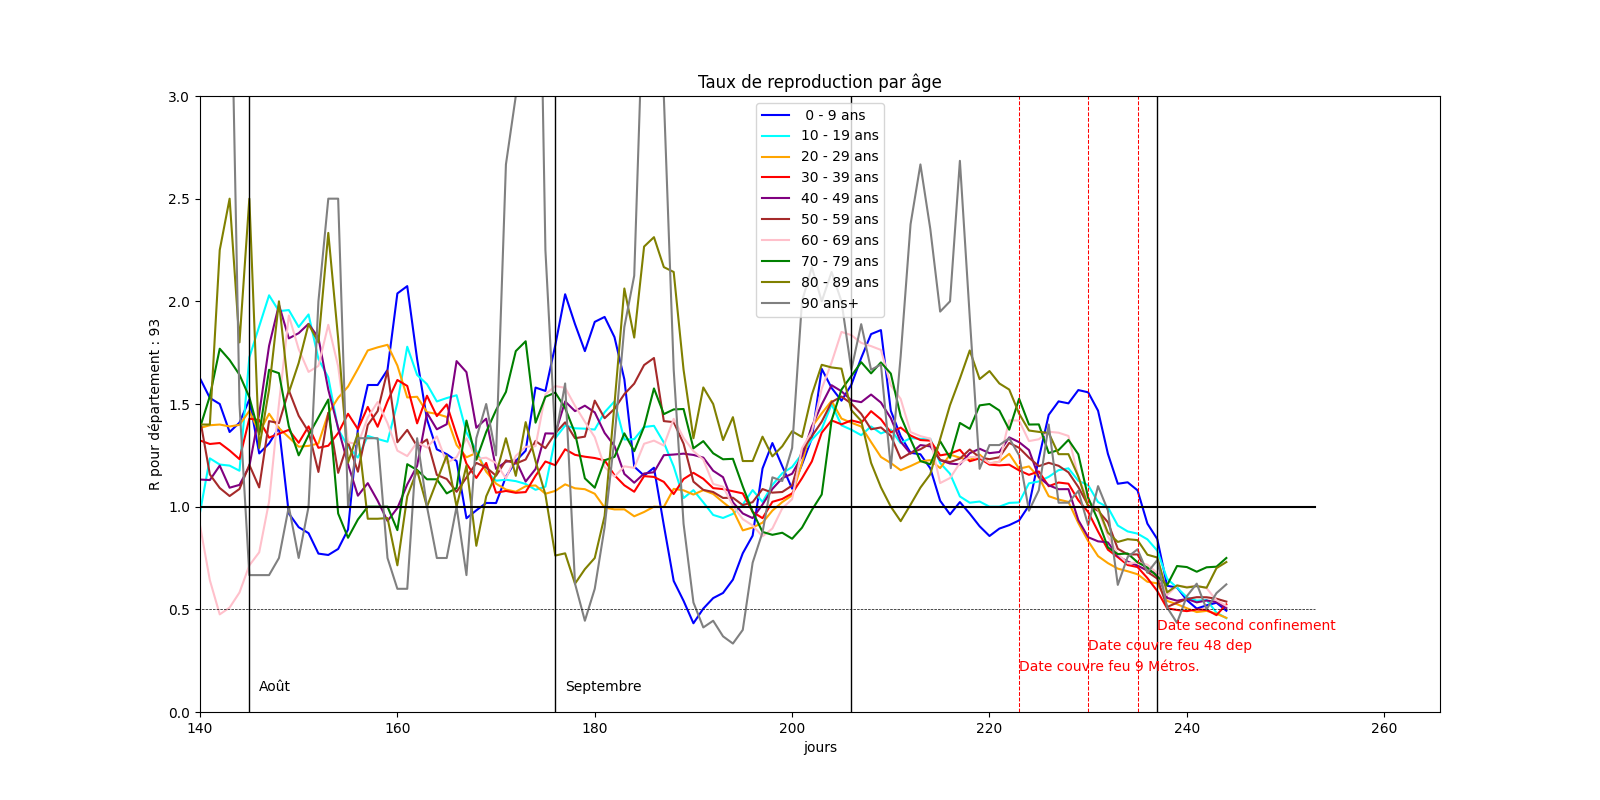 Taux de reproduction par âge
R pour département : 93
3.0
2.5
2.0
1.5
1.0
0.5
0.0
0 - 9 ans
10 - 19 ans
20 - 29 ans
30 - 39 ans
40 - 49 ans
50 - 59 ans
60 - 69 ans
70 - 79 ans
80 - 89 ans
90 ans+
Date second confinement
Date couvre feu 48 dep
Date couvre feu 9 Métros.
Août
Septembre
140 160 180 200 220 240 260
jours